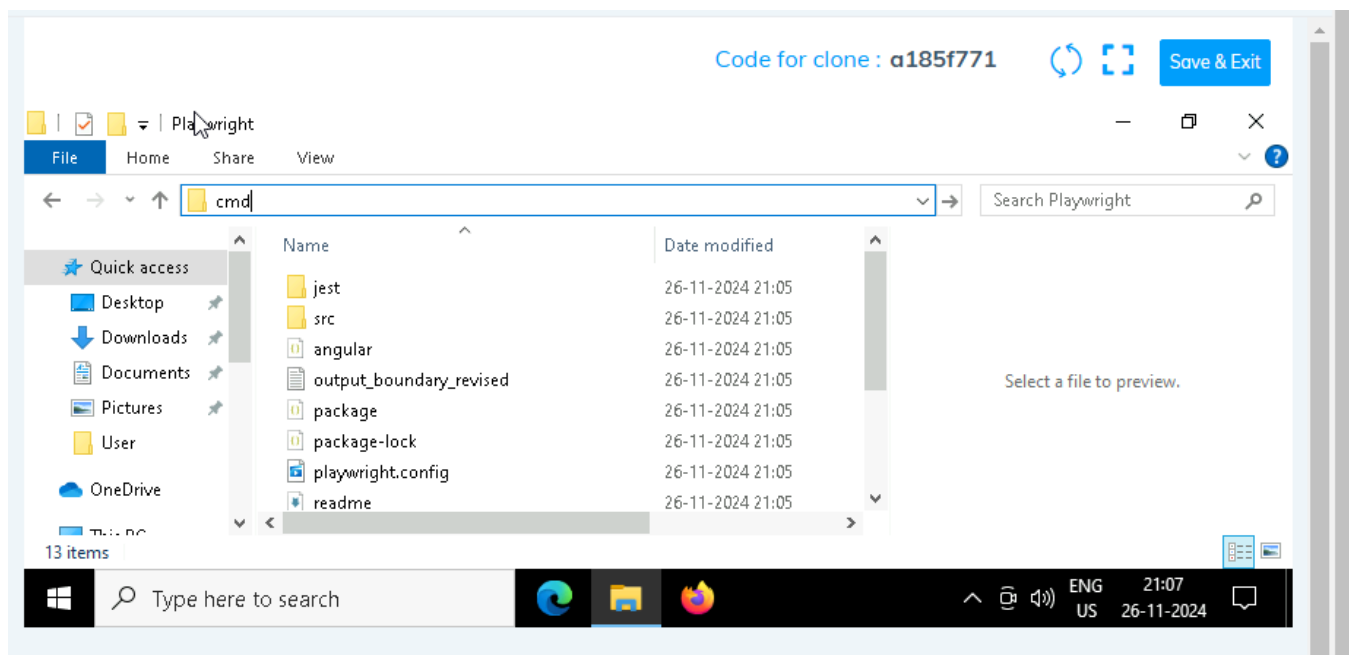 Code for clone : a185f771
Save & Exit
Playwright
File Home Share View
cmd
Search Playwright
Name Date modified
Quick access
Desktop
Downloads
Documents
Pictures
User
OneDrive
This PC
jest 26-11-2024 21:05
src 26-11-2024 21:05
angular 26-11-2024 21:05
output_boundary_revised 26-11-2024 21:05
package 26-11-2024 21:05
package-lock 26-11-2024 21:05
playwright.config 26-11-2024 21:05
readme 26-11-2024 21:05
Select a file to preview.
13 items
Type here to search
ENG
US
21:07
26-11-2024